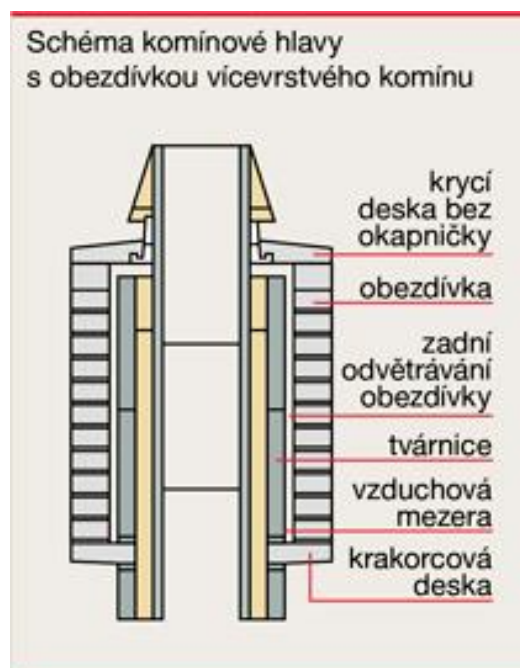 Schéma komínové hlavy
s obezdívkou vícevrstvého komínu
krycí
deska bez
okapničky
obezdívka
zadní
odvětrávání
obezdívky
tvárnice
vzduchová
mezera
krakorcová
deska